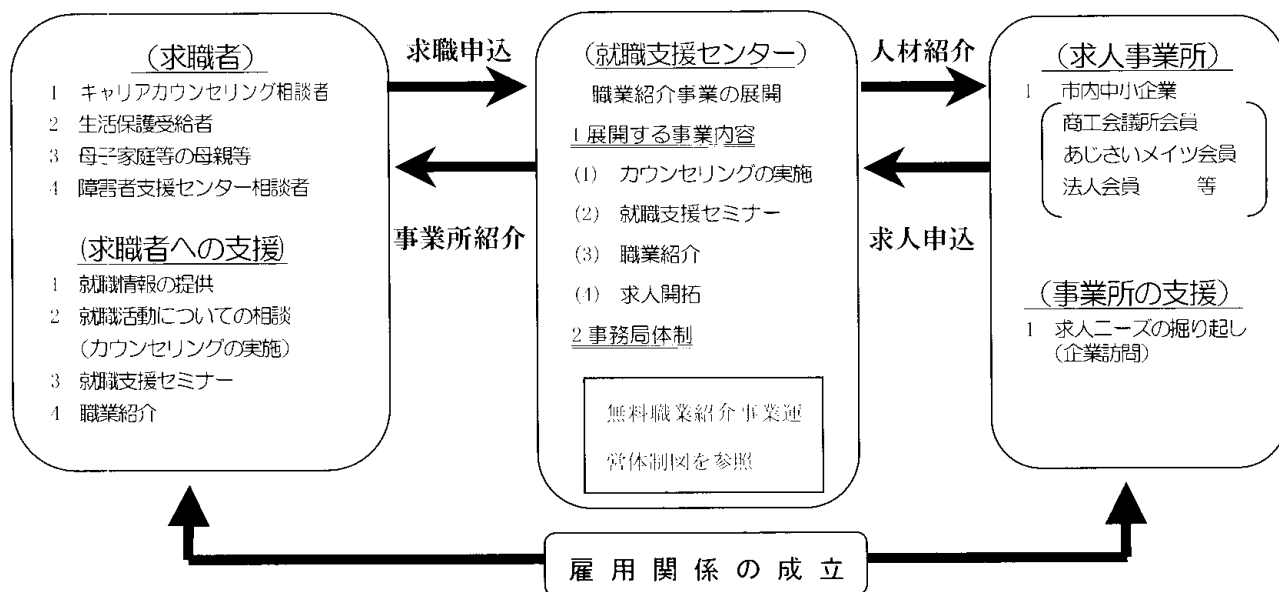 (求職者)
1 キャリアカウンセリング相談者
2 生活保護受給者
3 母子家庭等の母親等
4 障害者支援センター相談者
(求職者への支援)
1 就職情報の提供
2 就職活動についての相談
(カウンセリングの実施)
3 就職支援セミナー
4 職業紹介
求職申込
事業所紹介
(就職支援センター)
職業紹介事業の展開
1 展開する事業内容
(1) カウンセリングの実施
(2) 就職支援セミナー
(3) 職業紹介
(4) 求人開拓
2 事務局体制
無料職業紹介事業運
営体制図を参照
人材紹介
求人申込
(求人事業所)
1 市内中小企業
商工会議所会員
あじさいメイツ会員
法人会員 等
(事業所の支援)
1 求人ニーズの掘り起し
(企業訪問)
雇用関係の成立